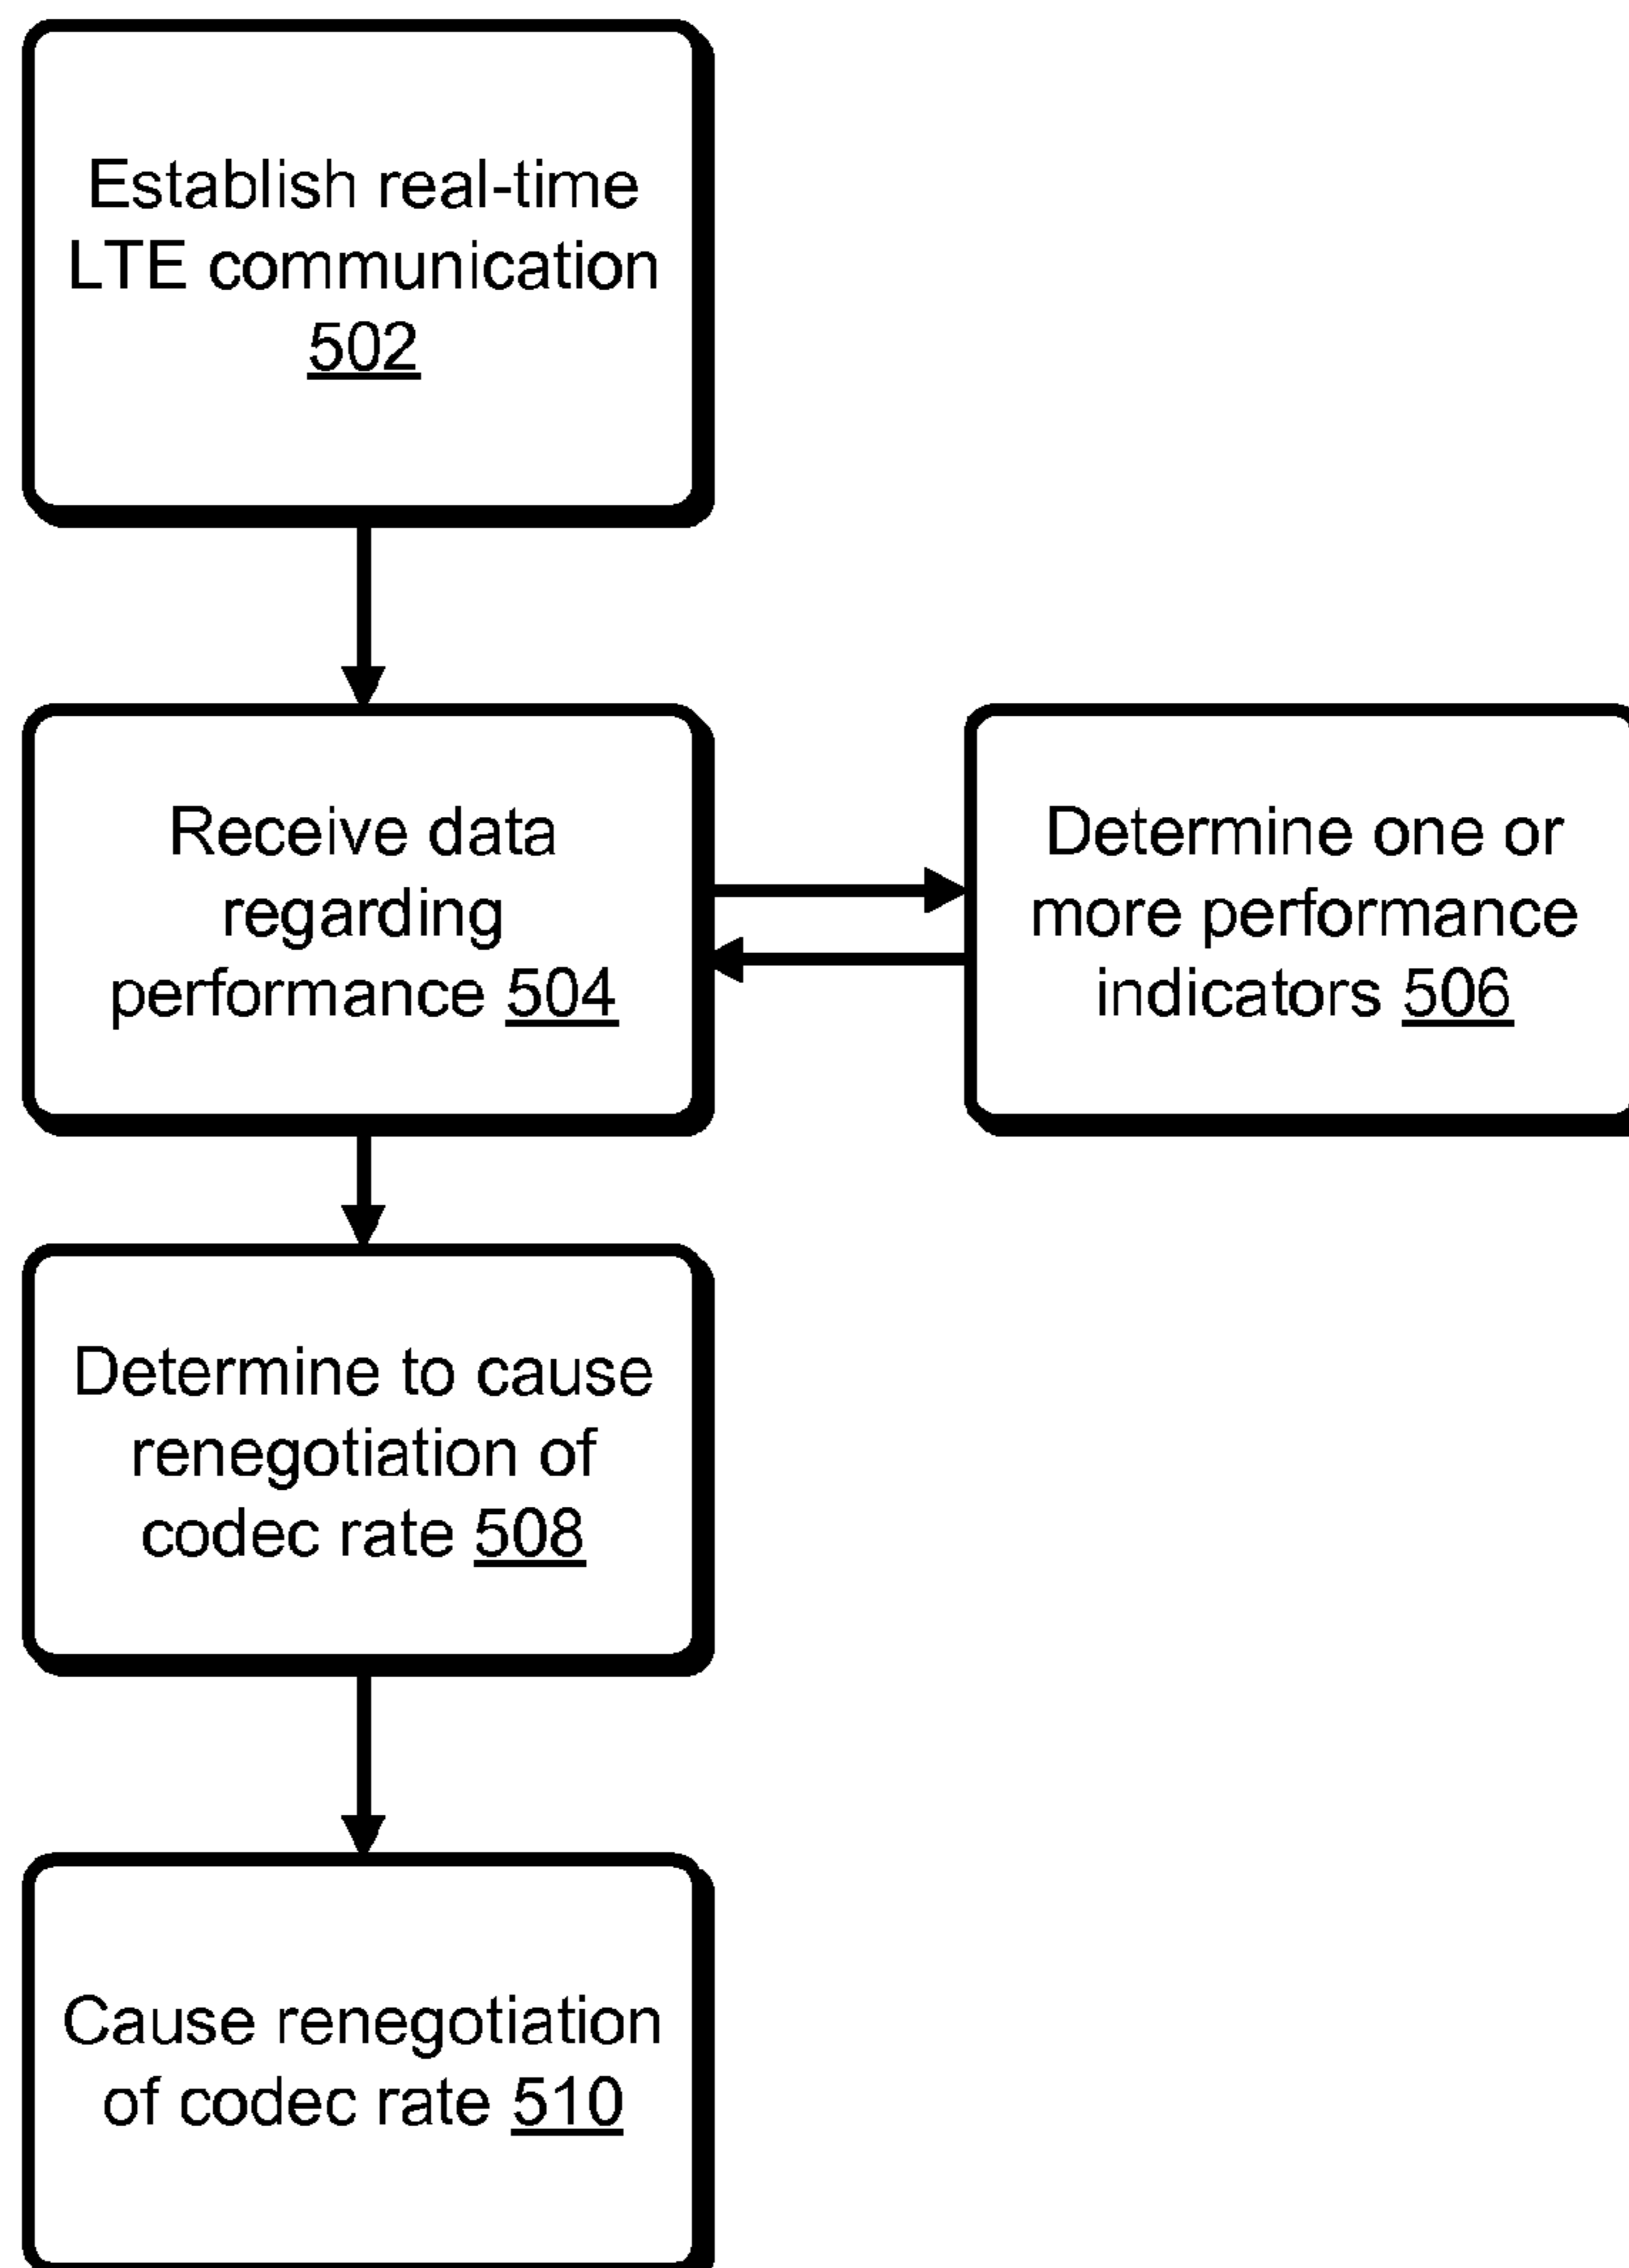 Establish real-time
LTE communication
502
Receive data
regarding
performance 504
Determine one or
more performance
indicators 506
Determine to cause
renegotiation of
codec rate 508
Cause renegotiation
of codec rate 510